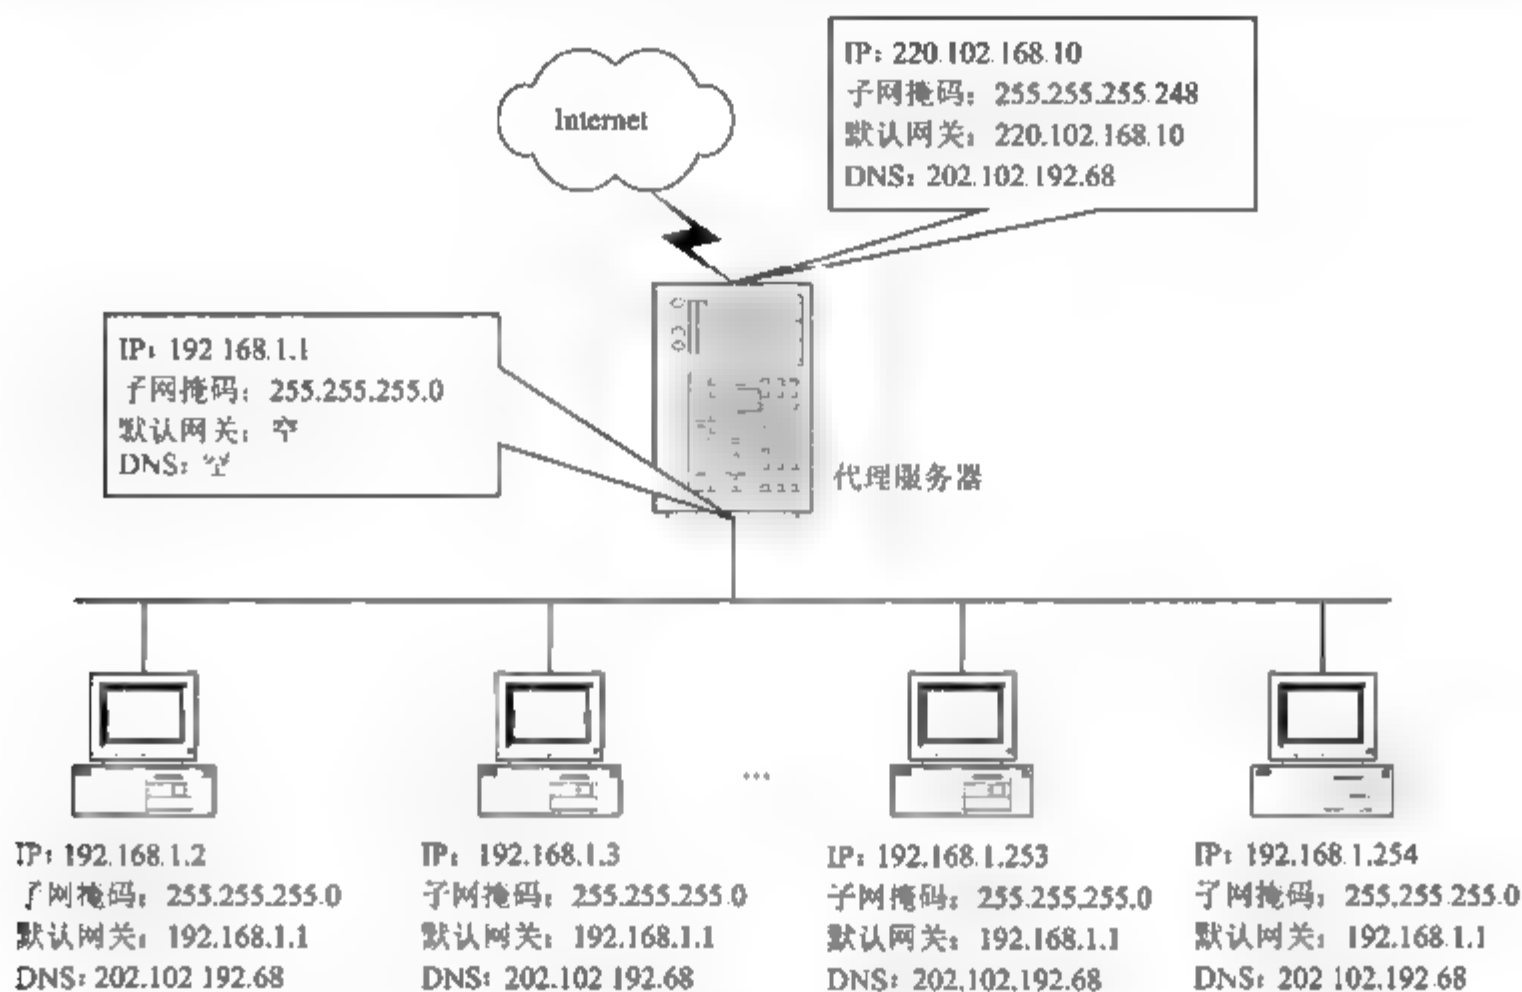 Internet
IP: 220.102.168.10
子网掩码: 255.255.255.248
默认网关: 220.102.168.10
DNS: 202.102.192.68
IP: 192 168.1.1
子网掩码: 255.255.255.0
默认网关: 空
DNS: 空
代理服务器
...
IP: 192.168.1.2
子网掩码: 255.255.255.0
默认网关: 192.168.1.1
DNS: 202.102 192.68
IP: 192.168.1.3
子网掩码: 255.255.255.0
默认网关: 192.168.1.1
DNS: 202.102 192.68
IP: 192.168.1.253
子网掩码: 255.255.255.0
默认网关: 192.168.1.1
DNS: 202.102.192.68
IP: 192.168.1.254
子网掩码: 255.255.255.0
默认网关: 192.168.1.1
DNS: 202 102.192.68